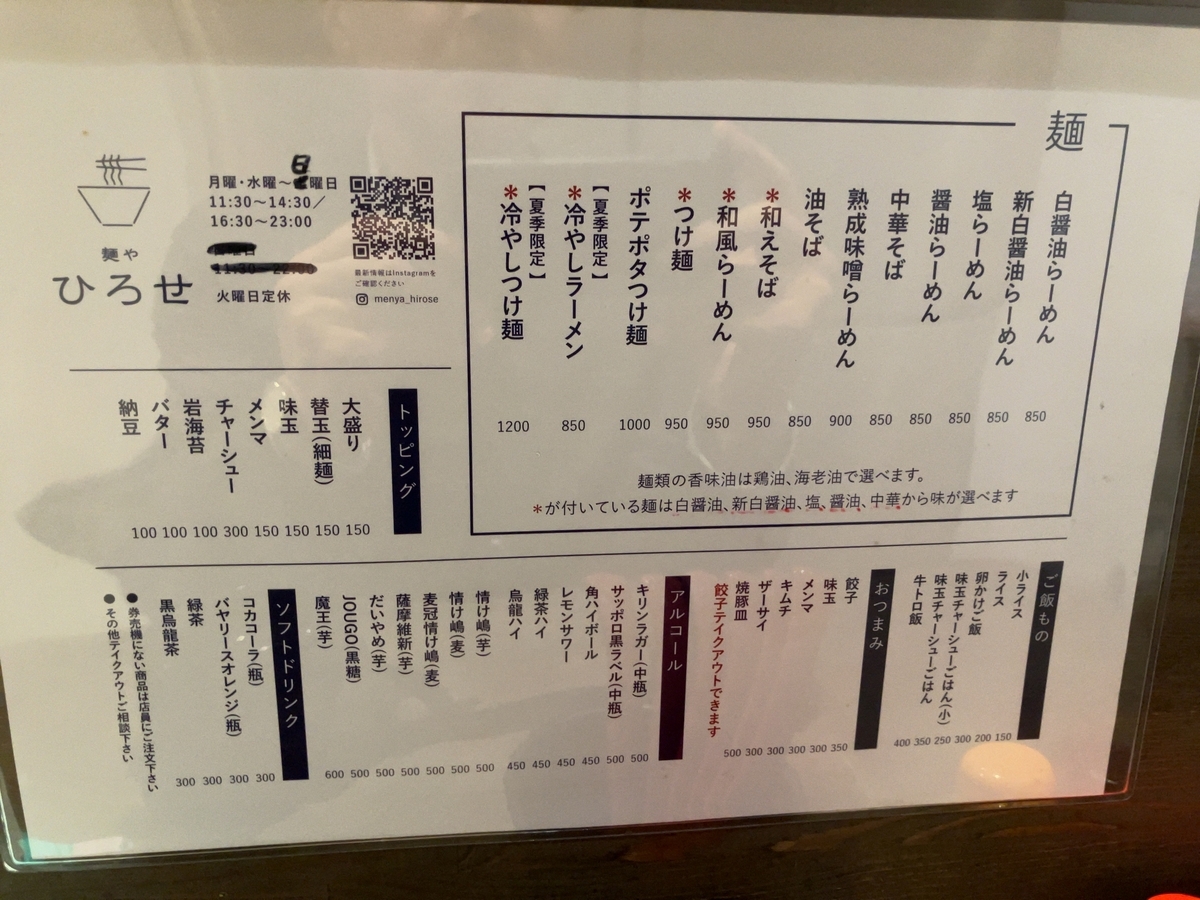 麺
白醤油らーめん 850
新白醤油らーめん 850
塩らーめん 850
醤油らーめん 850
中華そば 850
熟成味噌らーめん 900
油そば 850
*和えそば 950
*和風らーめん 950
*つけ麺 950
ポテポタつけ麺 1000
【夏季限定】
*冷やしラーメン 850
【夏季限定】
*冷やしつけ麺 1200
麺類の香味油は鶏油、海老油で選べます。
*が付いている麺は白醤油、新白醤油、塩、醤油、中華から味が選べます
麺や
ひろせ
月曜・水曜〜日曜日
11:30〜14:30／
16:30〜23:00
11:30〜22:00
火曜日定休
最新情報はInstagramを
ご確認ください
menya_hirose
トッピング
大盛り 150
替玉(細麺) 150
味玉 150
メンマ 150
チャーシュー 300
岩海苔 100
バター 100
納豆 100
ご飯もの
小ライス 150
ライス 200
卵かけご飯 300
味玉チャーシューごはん(小) 250
味玉チャーシューごはん 350
牛トロ飯 400
おつまみ
餃子 350
味玉 300
メンマ 300
キムチ 300
ザーサイ 300
焼豚皿 500
餃子テイクアウトできます
アルコール
キリンラガー(中瓶) 500
サッポロ黒ラベル(中瓶) 500
角ハイボール 450
レモンサワー 450
緑茶ハイ 450
烏龍ハイ 450
情け嶋(芋) 500
情け嶋(麦) 500
麦冠情け嶋(麦) 500
薩摩維新(芋) 500
だいやめ(芋) 500
JOUGO(黒糖) 500
魔王(芋) 600
ソフトドリンク
コカコーラ(瓶) 300
バヤリースオレンジ(瓶) 300
緑茶 300
黒烏龍茶 300
●券売機にない商品は店員にご注文下さい
●その他テイクアウトご相談下さい